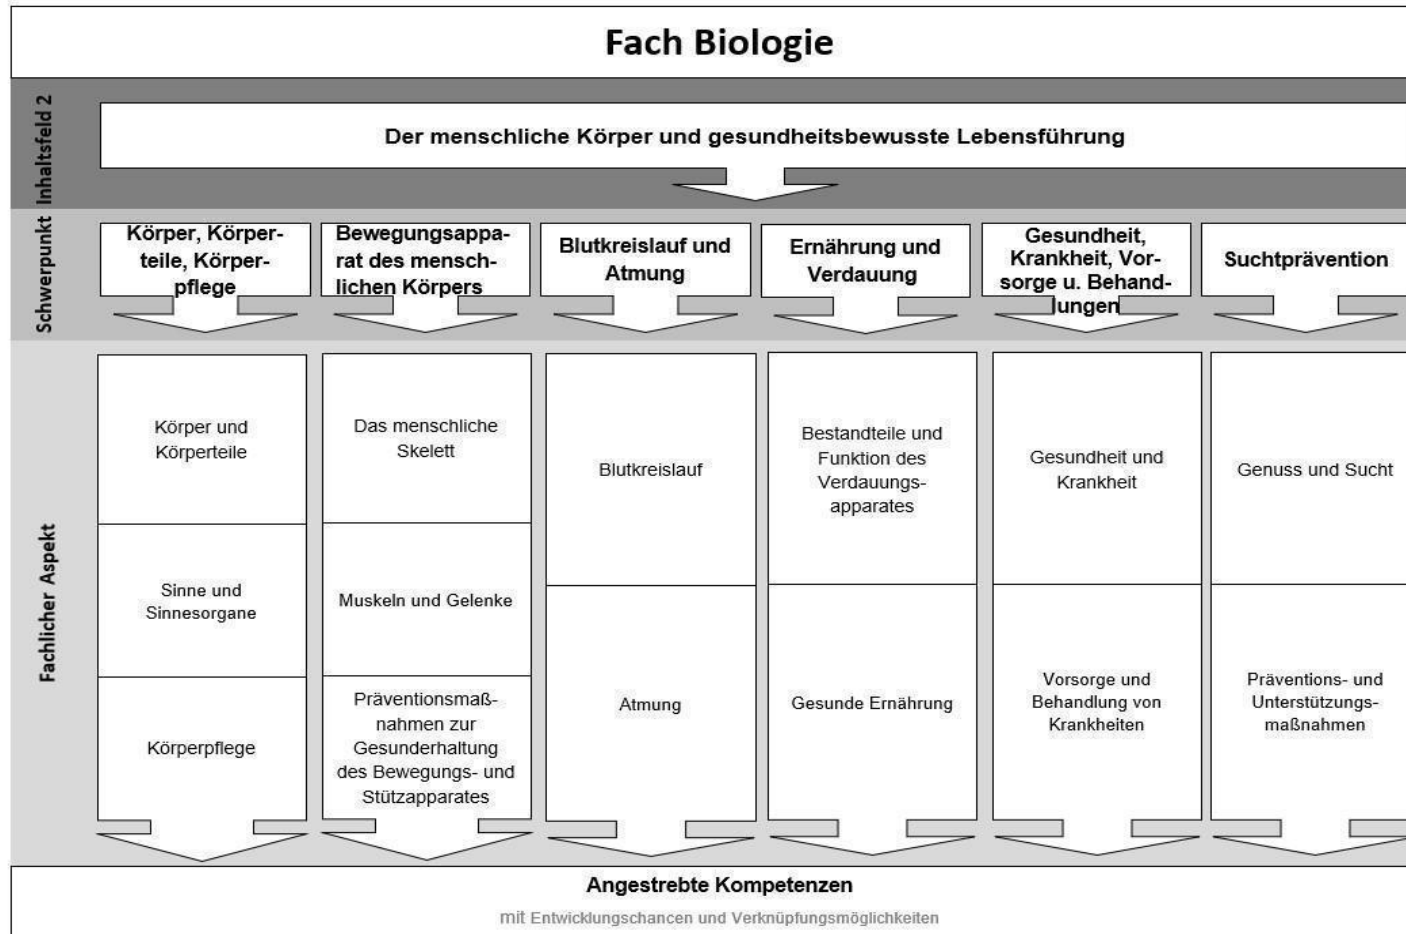 Fach Biologie
Inhaltsfeld 2
Der menschliche Körper und gesundheitsbewusste Lebensführung
Schwerpunkt
Körper, Körper-
teile, Körper-
pflege
Bewegungsappa-
rat des mensch-
lichen Körpers
Blutkreislauf und
Atmung
Ernährung und
Verdauung
Gesundheit,
Krankheit, Vor-
sorge u. Behand-
lungen
Suchtprävention
Fachlicher Aspekt
Körper und
Körperteile
Sinne und
Sinnesorgane
Körperpflege
Das menschliche
Skelett
Muskeln und Gelenke
Präventionsmaß-
nahmen zur
Gesunderhaltung
des Bewegungs- und
Stützapparates
Blutkreislauf
Atmung
Bestandteile und
Funktion des
Verdauungs-
apparates
Gesunde Ernährung
Gesundheit und
Krankheit
Vorsorge und
Behandlung von
Krankheiten
Genuss und Sucht
Präventions- und
Unterstützungs-
maßnahmen
Angestrebte Kompetenzen
mit Entwicklungschancen und Verknüpfungsmöglichkeiten